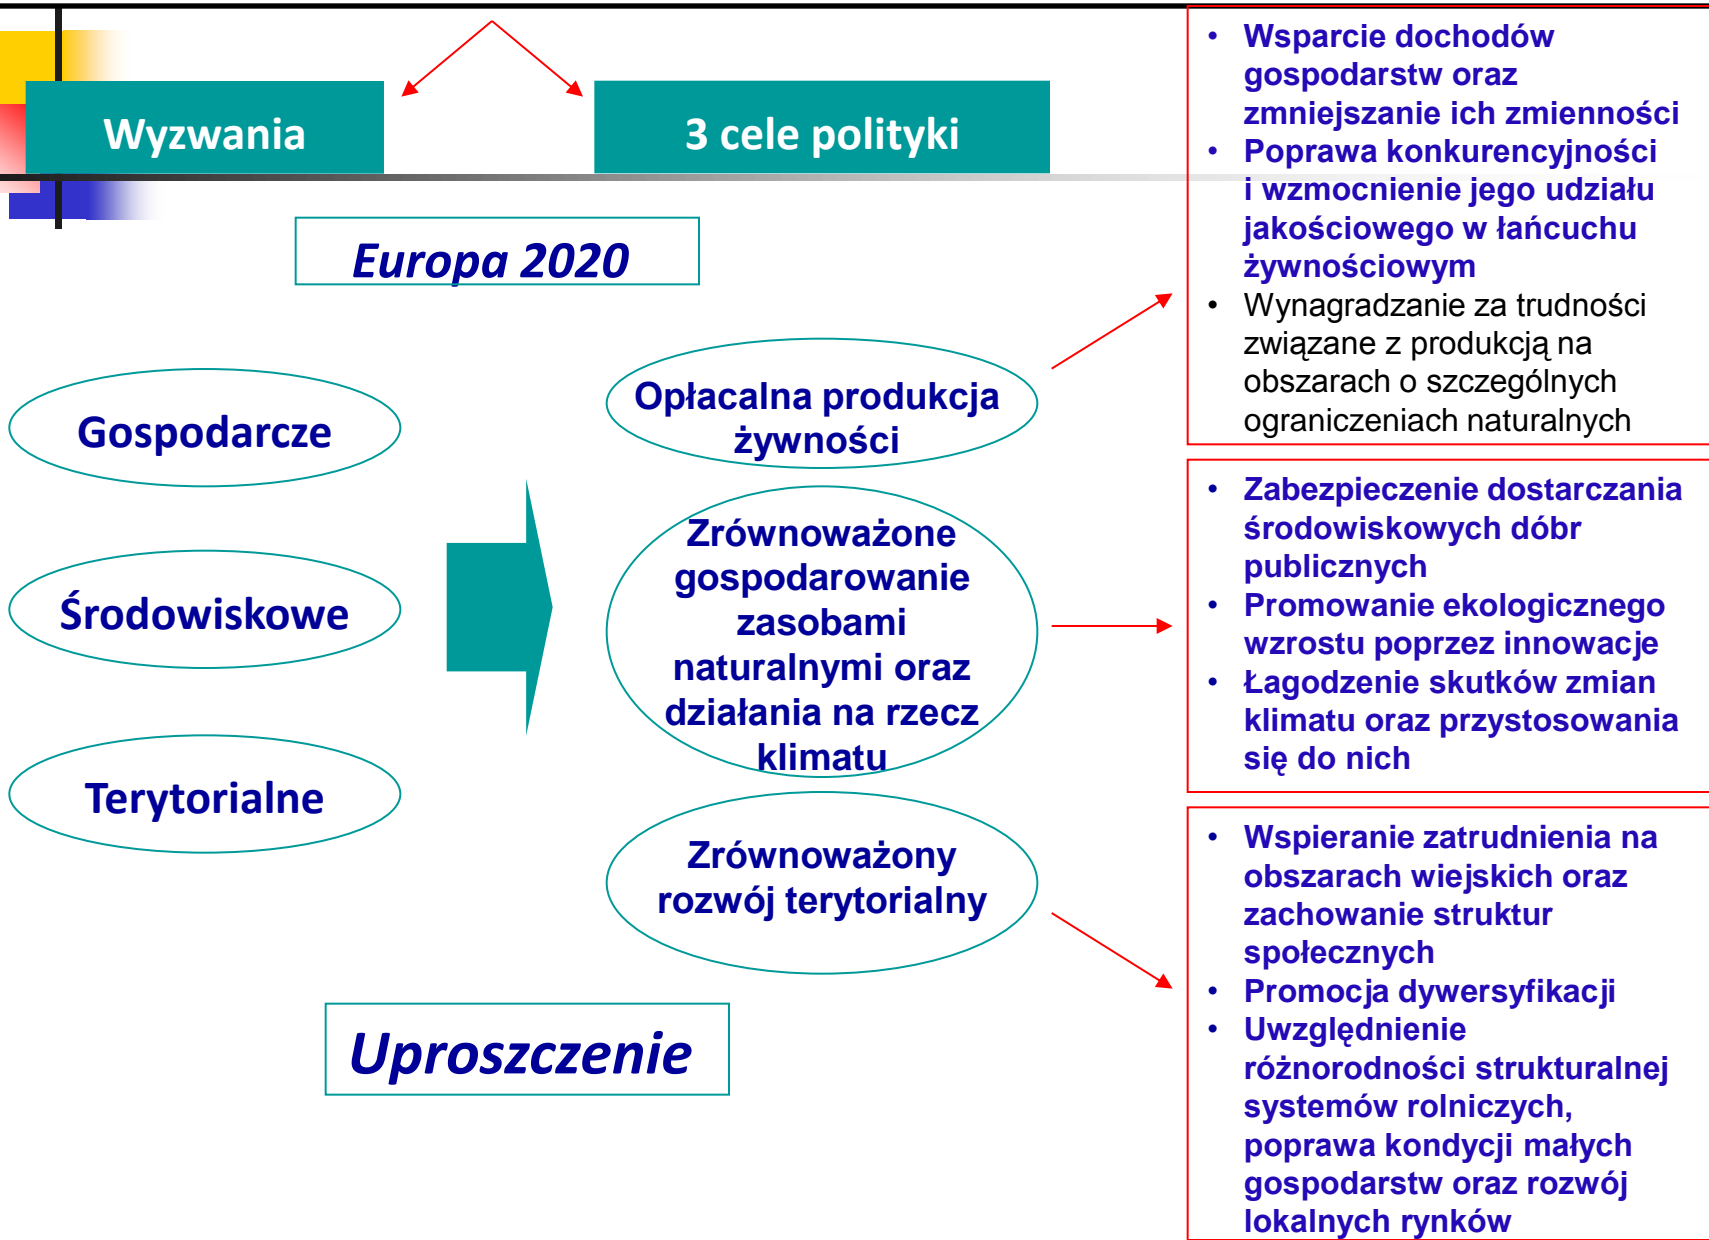 Wyzwania
3 cele polityki
Europa 2020
Gospodarcze
Środowiskowe
Terytorialne
Opłacalna produkcja
żywności
Zrównoważone
gospodarowanie
zasobami
naturalnymi oraz
działania na rzecz
klimatu
Zrównoważony
rozwój terytorialny
Uproszczenie
• Wsparcie dochodów
gospodarstw oraz
zmniejszanie ich zmienności
• Poprawa konkurencyjności
i wzmocnienie jego udziału
jakościowego w łańcuchu
żywnościowym
• Wynagradzanie za trudności
związane z produkcją na
obszarach o szczególnych
ograniczeniach naturalnych
• Zabezpieczenie dostarczania
środowiskowych dóbr
publicznych
• Promowanie ekologicznego
wzrostu poprzez innowacje
• Łagodzenie skutków zmian
klimatu oraz przystosowania
się do nich
• Wspieranie zatrudnienia na
obszarach wiejskich oraz
zachowanie struktur
społecznych
• Promocja dywersyfikacji
• Uwzględnienie
różnorodności strukturalnej
systemów rolniczych,
poprawa kondycji małych
gospodarstw oraz rozwój
lokalnych rynków